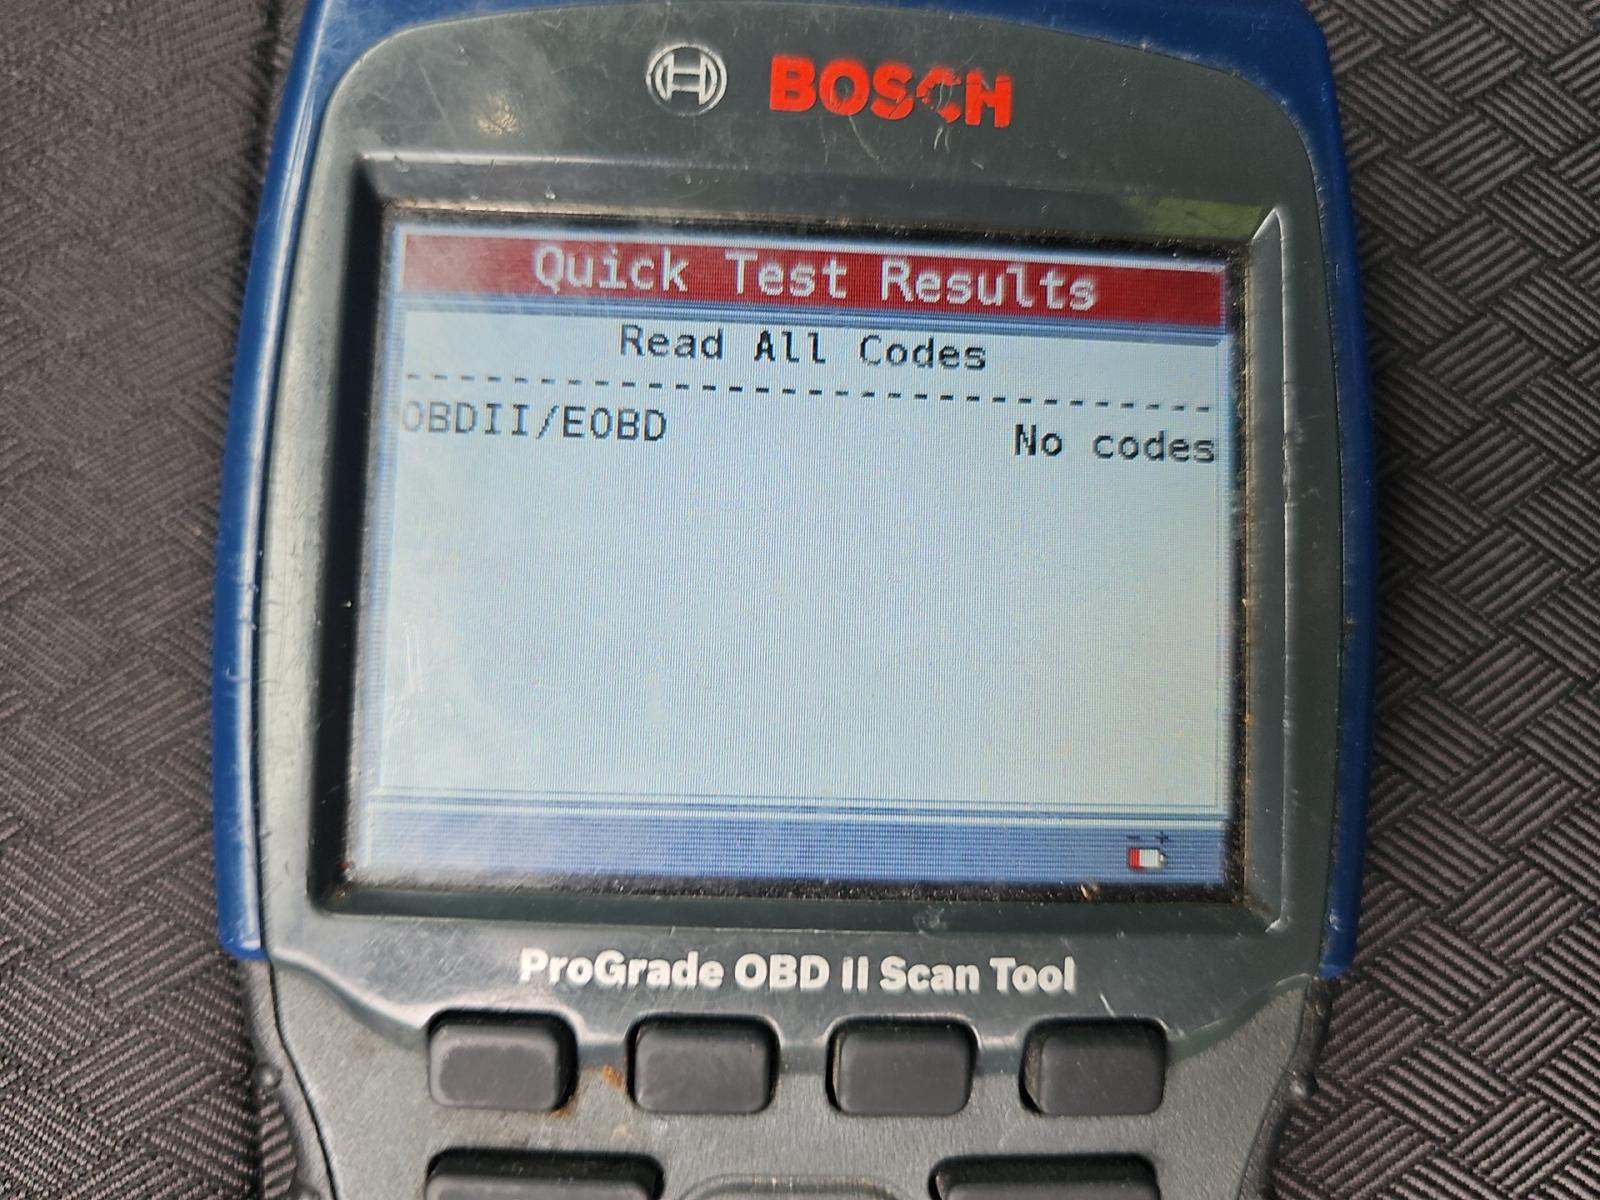 BOSCH
Quick Test Results
Read All Codes
OBDII/EOBD No codes
- +
ProGrade OBD II Scan Tool